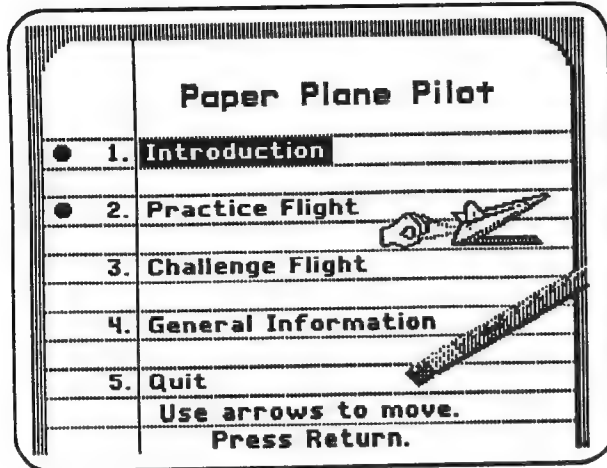 Paper Plane Pilot
1. Introduction
2. Practice Flight
3. Challenge Flight
4. General Information
5. Quit
Use arrows to move.
Press Return.